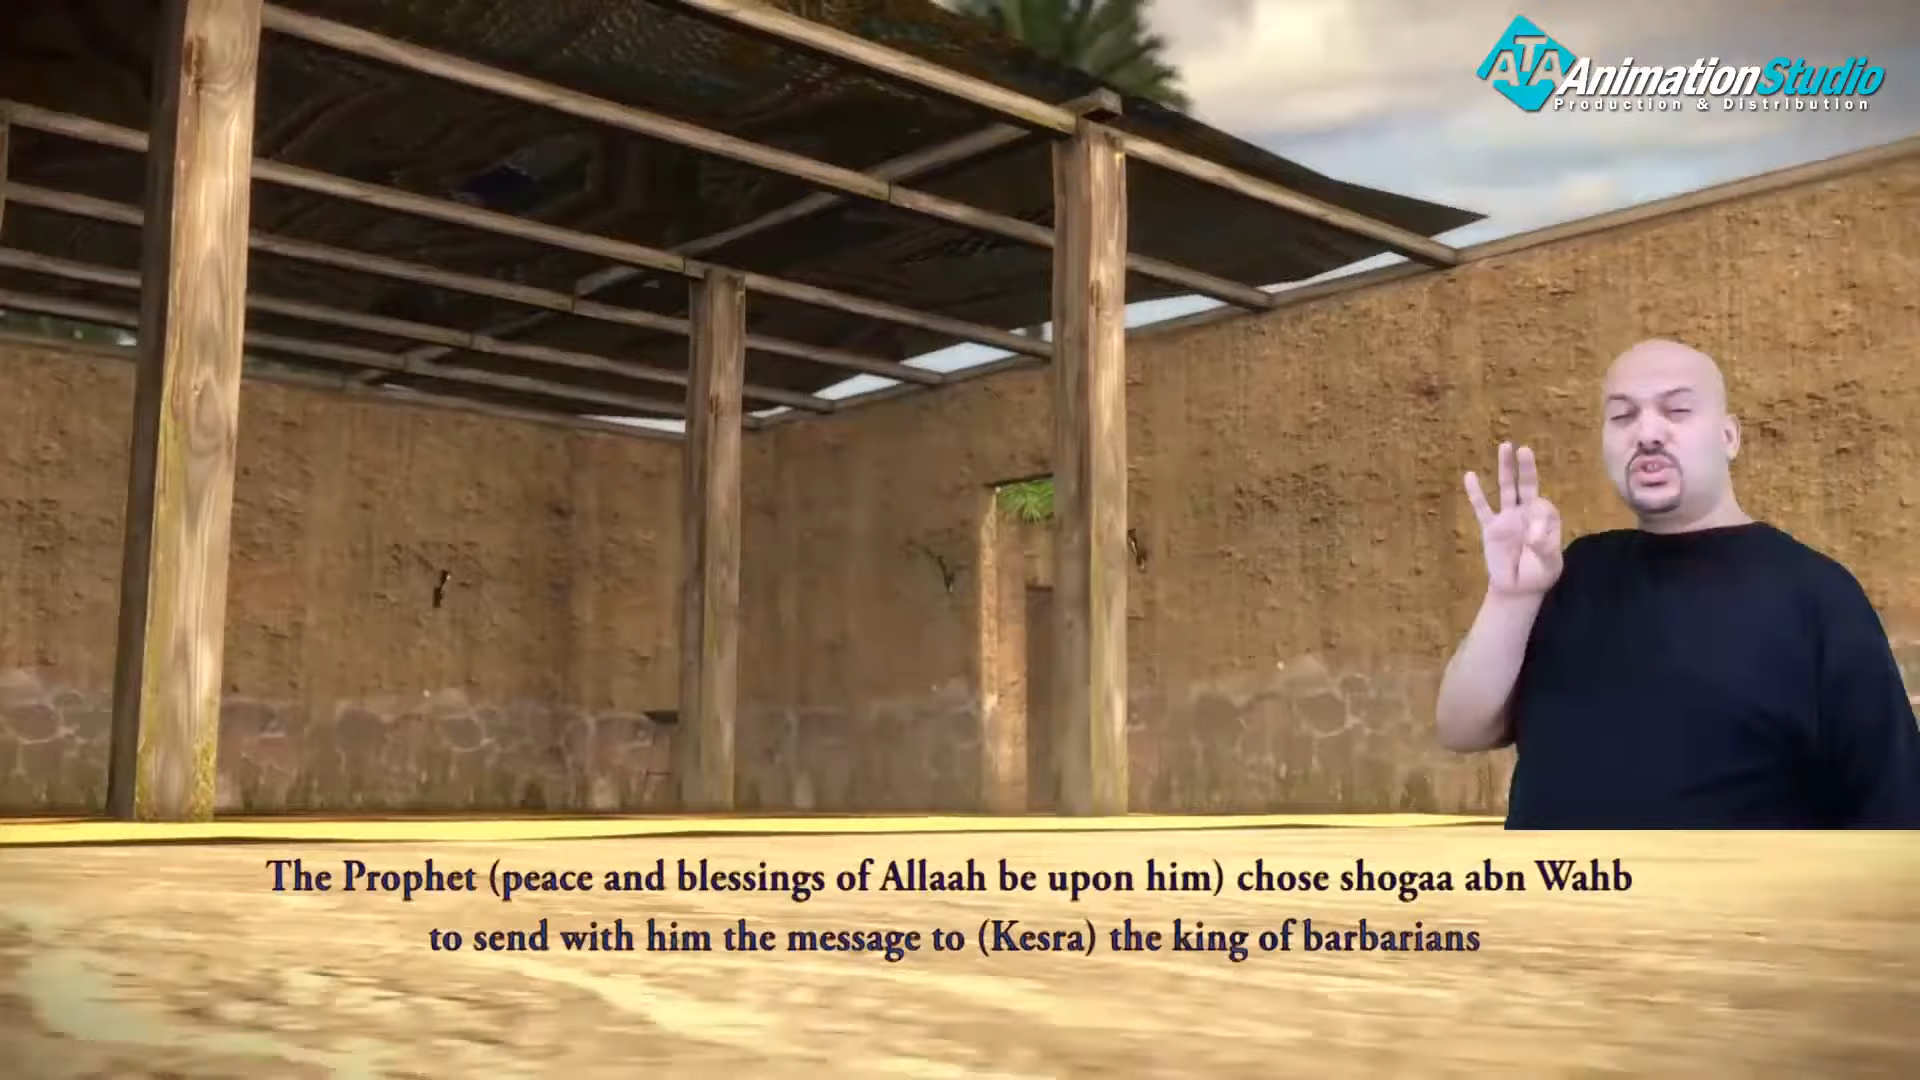 ATA AnimationStudio
Production & Distribution
The Prophet (peace and blessings of Allaah be upon him) chose shogaa abn Wahb
to send with him the message to (Kesra) the king of barbarians